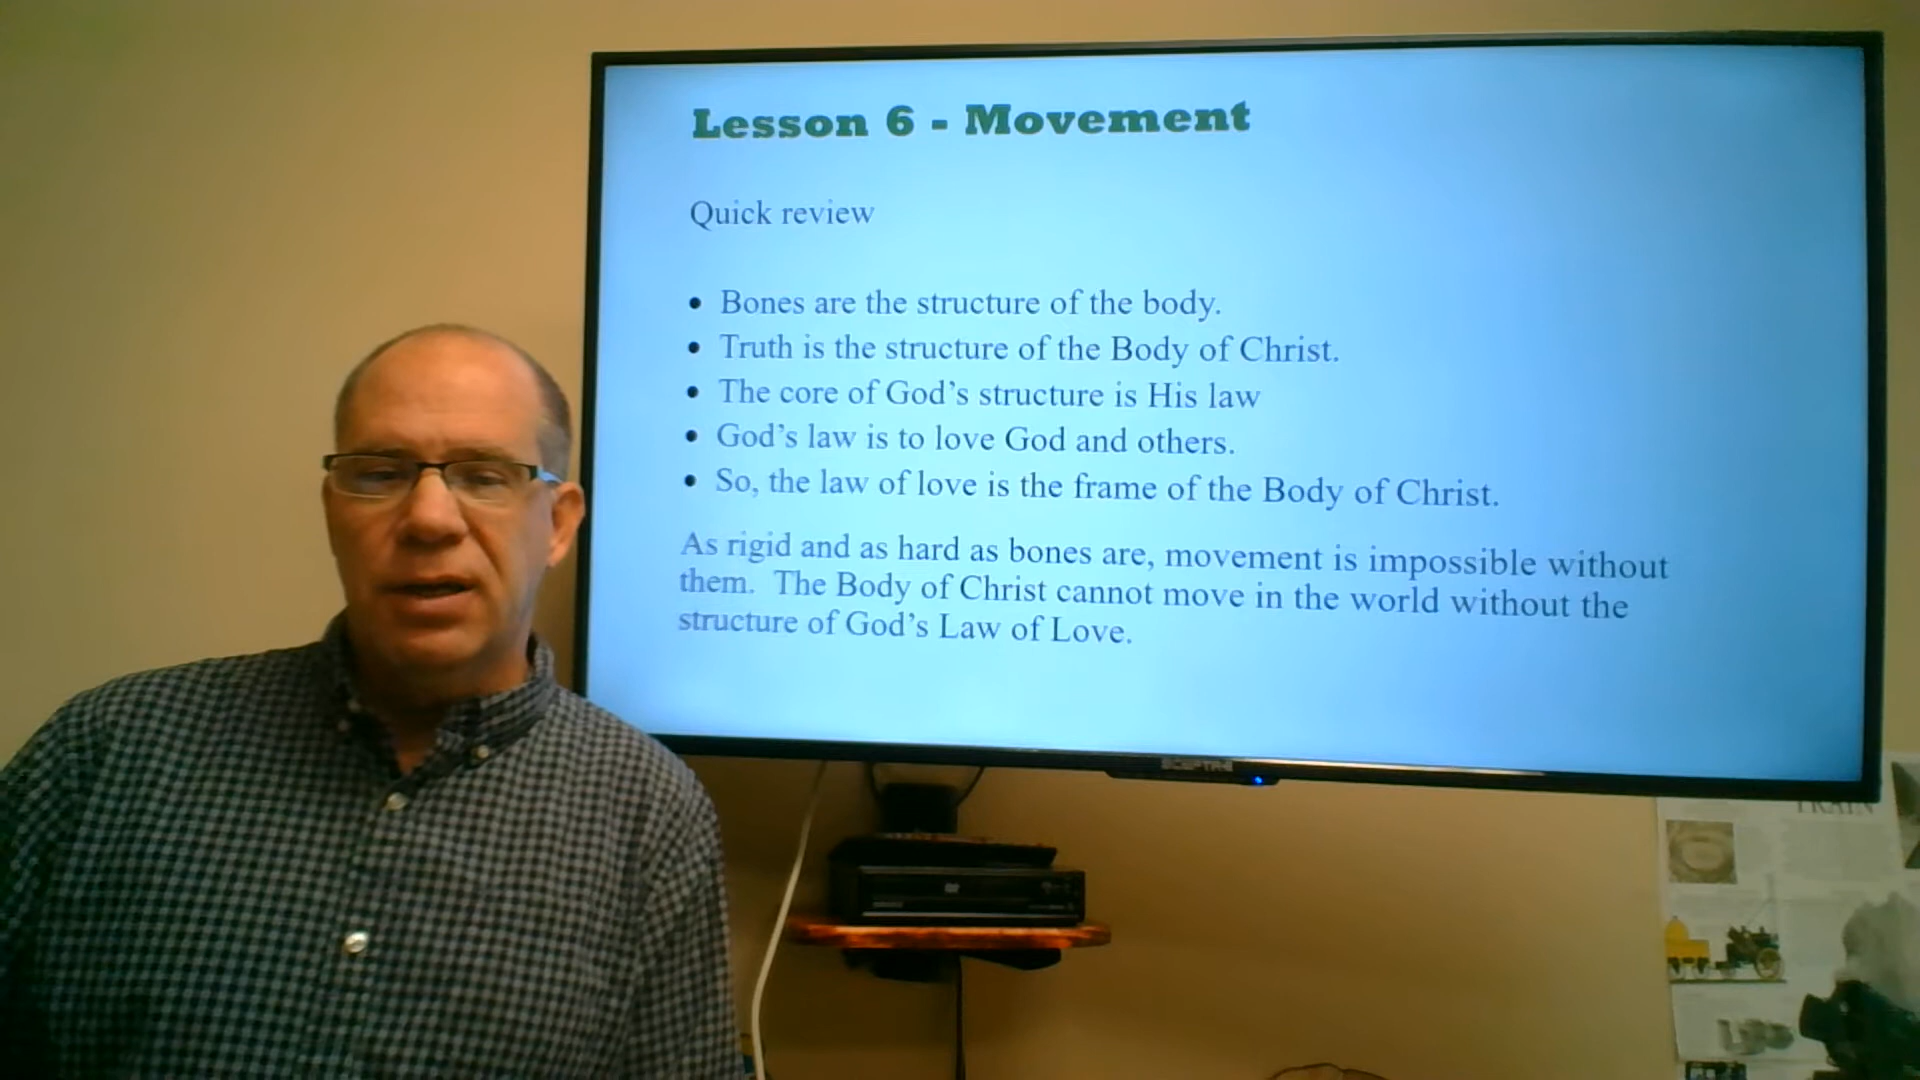 Lesson 6 - Movement
Quick review
• Bones are the structure of the body.
• Truth is the structure of the Body of Christ.
• The core of God’s structure is His law
• God’s law is to love God and others.
• So, the law of love is the frame of the Body of Christ.
As rigid and as hard as bones are, movement is impossible without
them.  The Body of Christ cannot move in the world without the
structure of God’s Law of Love.
SCEPTRE
TRAIN